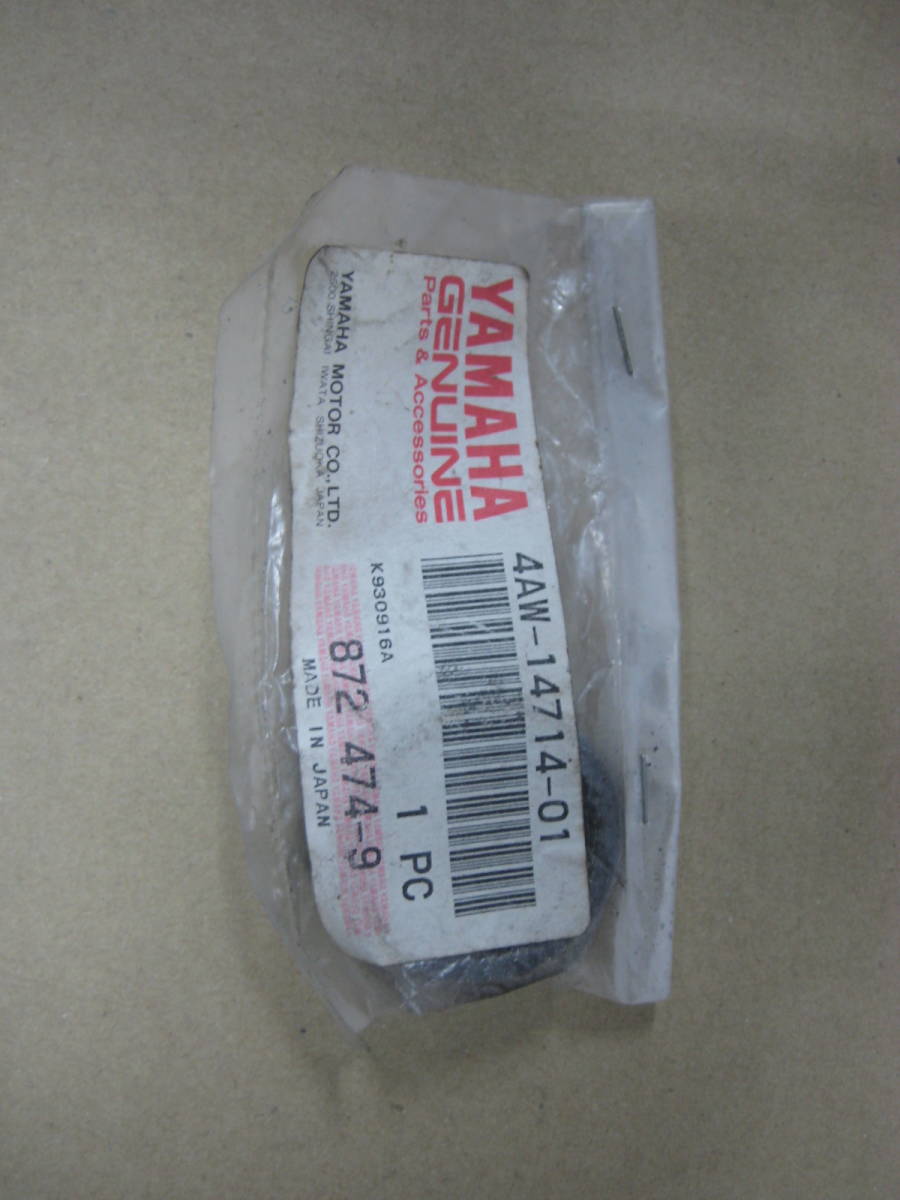 YAMAHA
GENUINE
Parts & Accessories
YAMAHA MOTOR CO., LTD.
2500 SHINGAI IWATA SHIZUOKA JAPAN
4AW-14714-01
1 PC
K930916A
872 474-9
MADE IN JAPAN